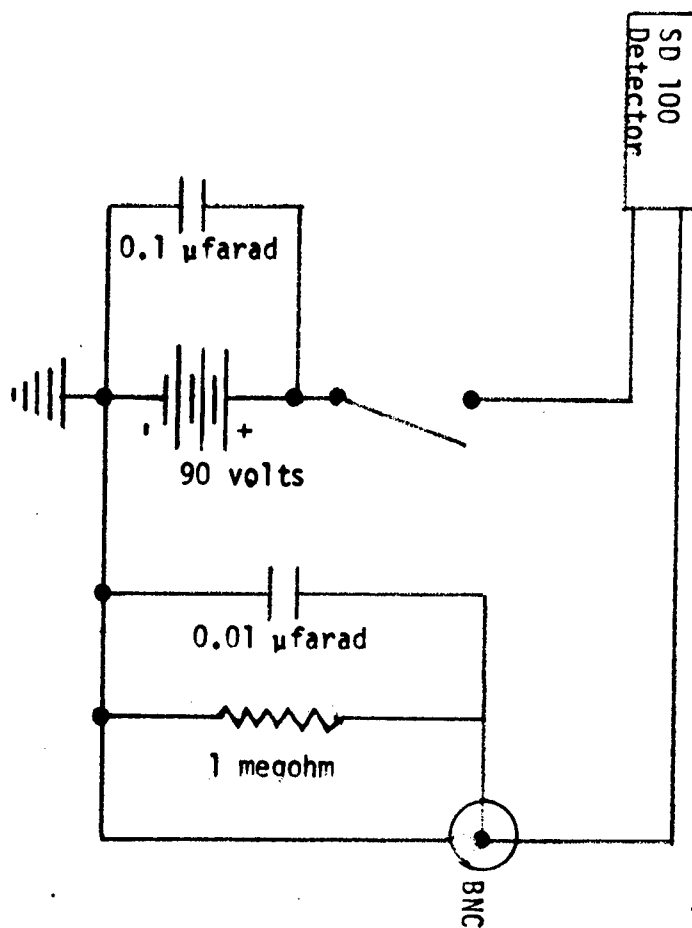 SD 100
Detector
0.1 µfarad
- +
90 volts
0.01 µfarad
1 megohm
BNC